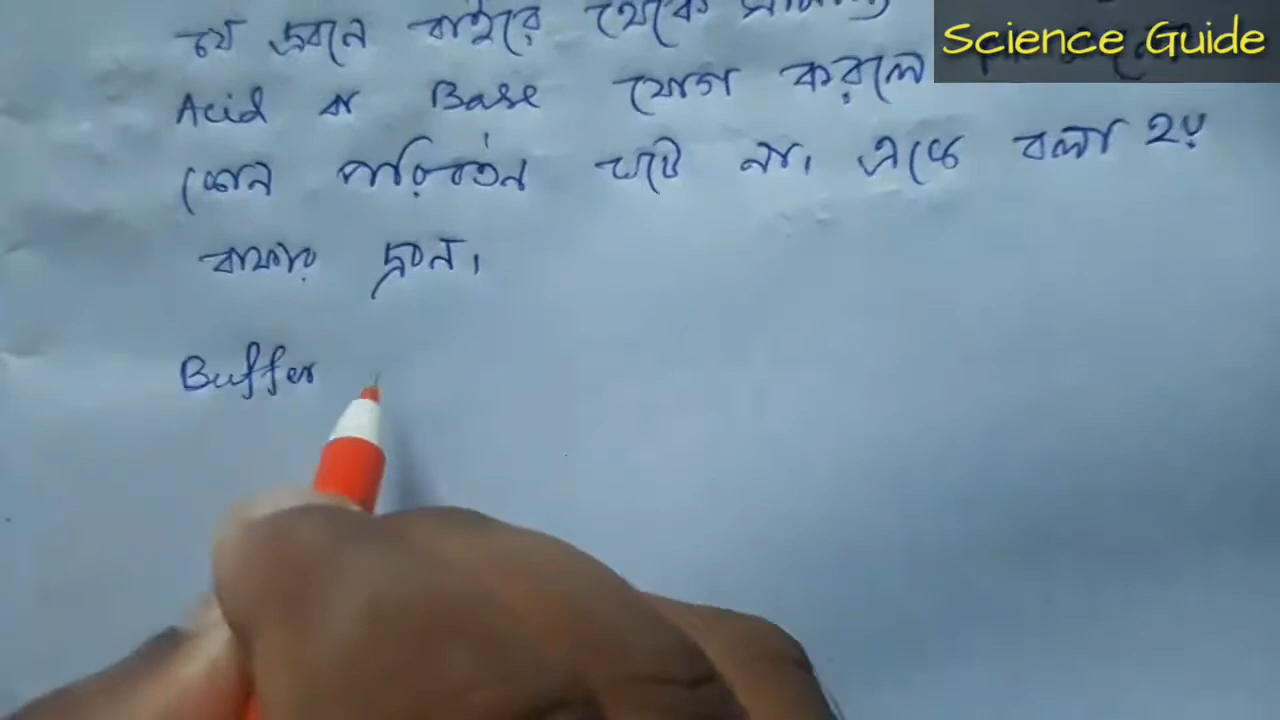 যে দ্রবনে বাইরে থেকে সামান্য
Science Guide
Acid বা Base যোগ করলে
কোন পরিবর্তন ঘটে না। একে বলা হয়
বাফার দ্রবন।
Buffer